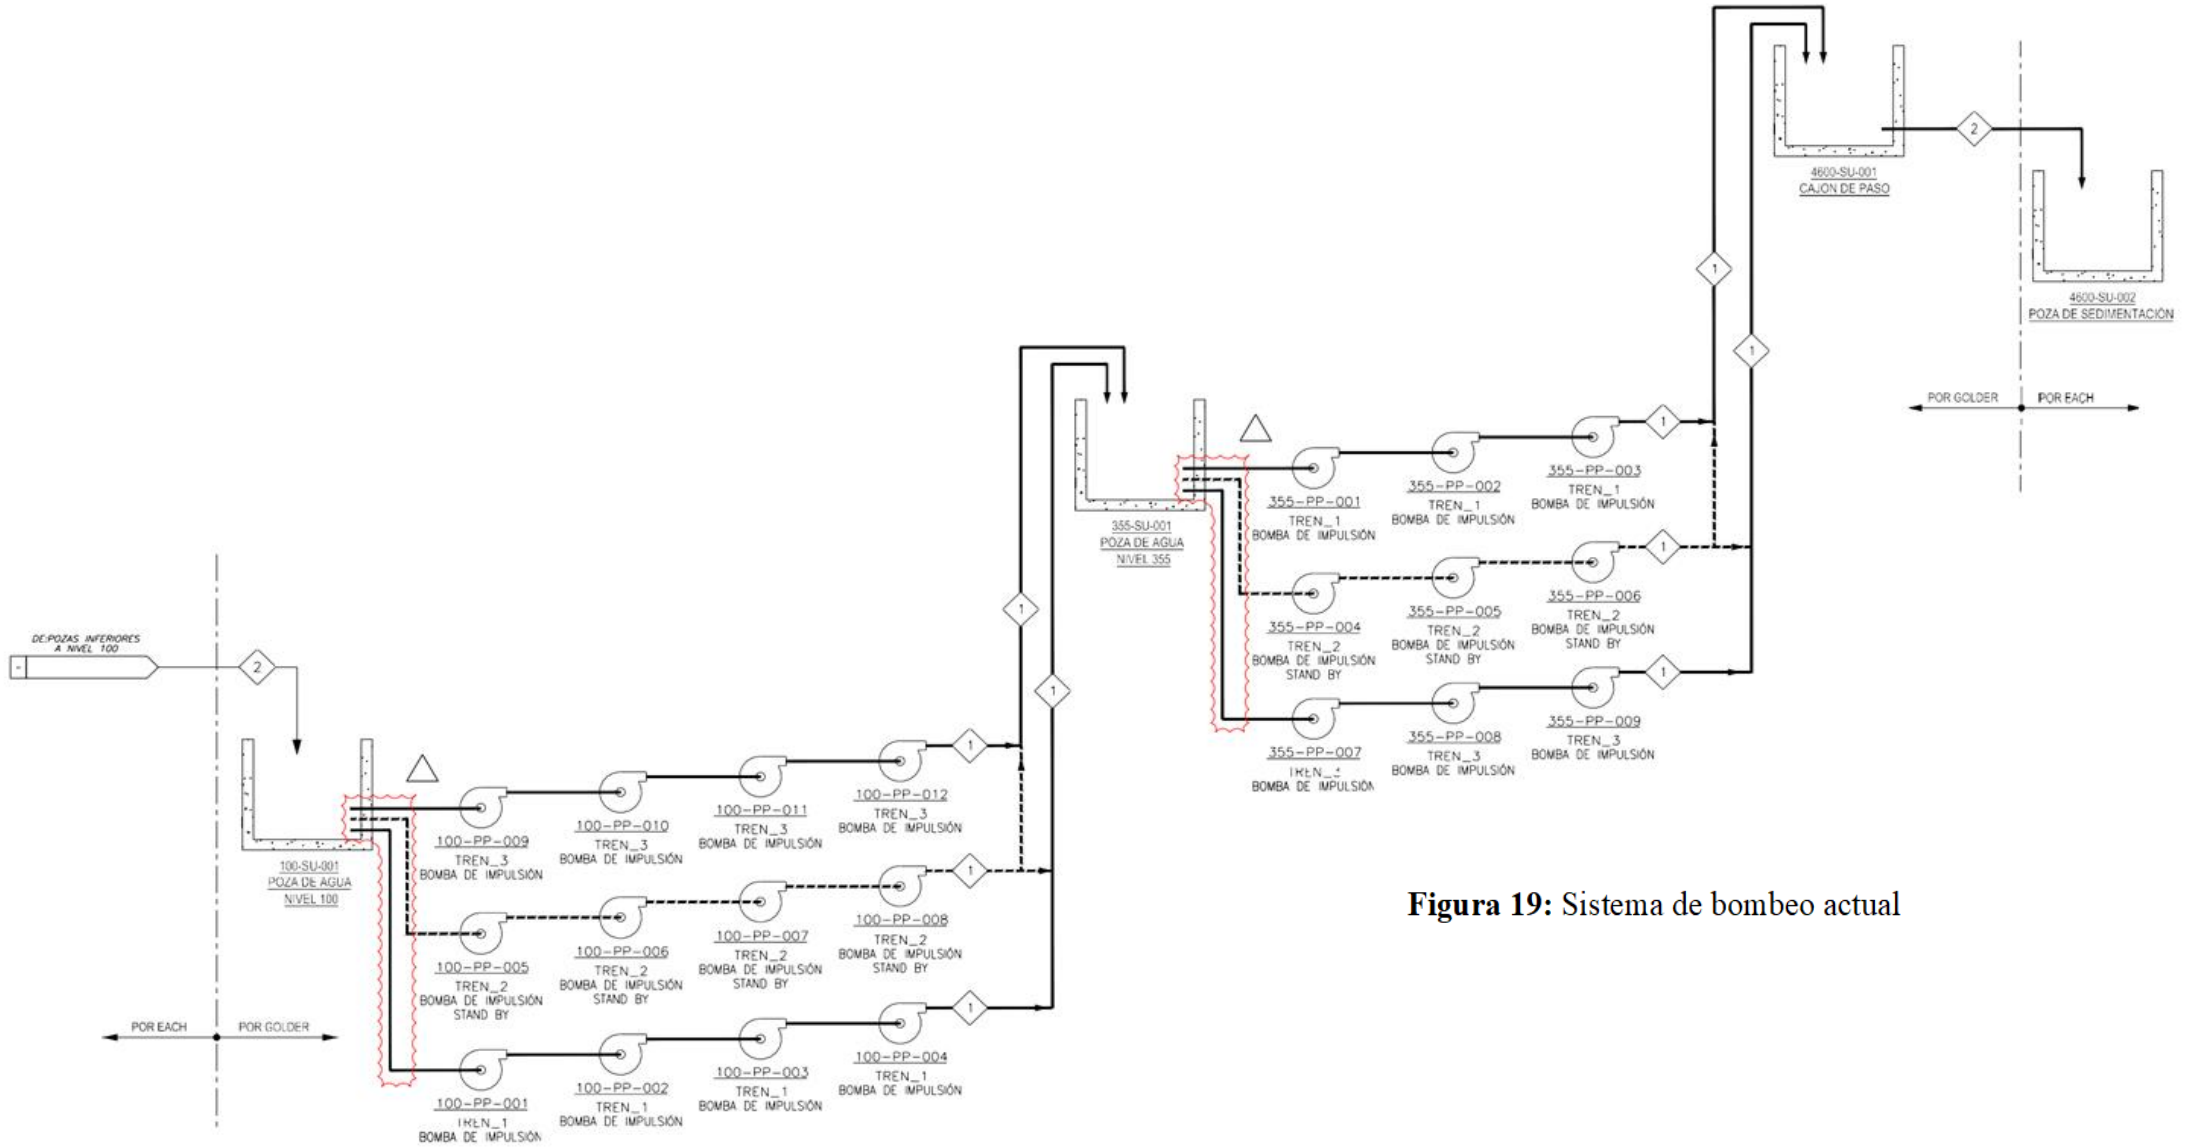 4600-SU-001
CAJON DE PASO
2
4600-SU-002
POZA DE SEDIMENTACIÓN
POR GOLDER
POR EACH
1
1
355-SU-001
POZA DE AGUA
NIVEL 355
355-PP-001
TREN_1
BOMBA DE IMPULSIÓN
355-PP-002
TREN_1
BOMBA DE IMPULSIÓN
355-PP-003
TREN_1
BOMBA DE IMPULSIÓN
1
355-PP-004
TREN_2
BOMBA DE IMPULSIÓN
STAND BY
355-PP-005
TREN_2
BOMBA DE IMPULSIÓN
STAND BY
355-PP-006
TREN_2
BOMBA DE IMPULSIÓN
STAND BY
1
355-PP-007
TREN_3
BOMBA DE IMPULSIÓN
355-PP-008
TREN_3
BOMBA DE IMPULSIÓN
355-PP-009
TREN_3
BOMBA DE IMPULSIÓN
1
1
1
DE:POZAS INFERIORES
A NIVEL 100
-
2
100-SU-001
POZA DE AGUA
NIVEL 100
POR EACH
POR GOLDER
100-PP-009
TREN_3
BOMBA DE IMPULSIÓN
100-PP-010
TREN_3
BOMBA DE IMPULSIÓN
100-PP-011
TREN_3
BOMBA DE IMPULSIÓN
100-PP-012
TREN_3
BOMBA DE IMPULSIÓN
1
100-PP-005
TREN_2
BOMBA DE IMPULSIÓN
STAND BY
100-PP-006
TREN_2
BOMBA DE IMPULSIÓN
STAND BY
100-PP-007
TREN_2
BOMBA DE IMPULSIÓN
STAND BY
100-PP-008
TREN_2
BOMBA DE IMPULSIÓN
STAND BY
1
100-PP-001
TREN_1
BOMBA DE IMPULSIÓN
100-PP-002
TREN_1
BOMBA DE IMPULSIÓN
100-PP-003
TREN_1
BOMBA DE IMPULSIÓN
100-PP-004
TREN_1
BOMBA DE IMPULSIÓN
1
Figura 19: Sistema de bombeo actual